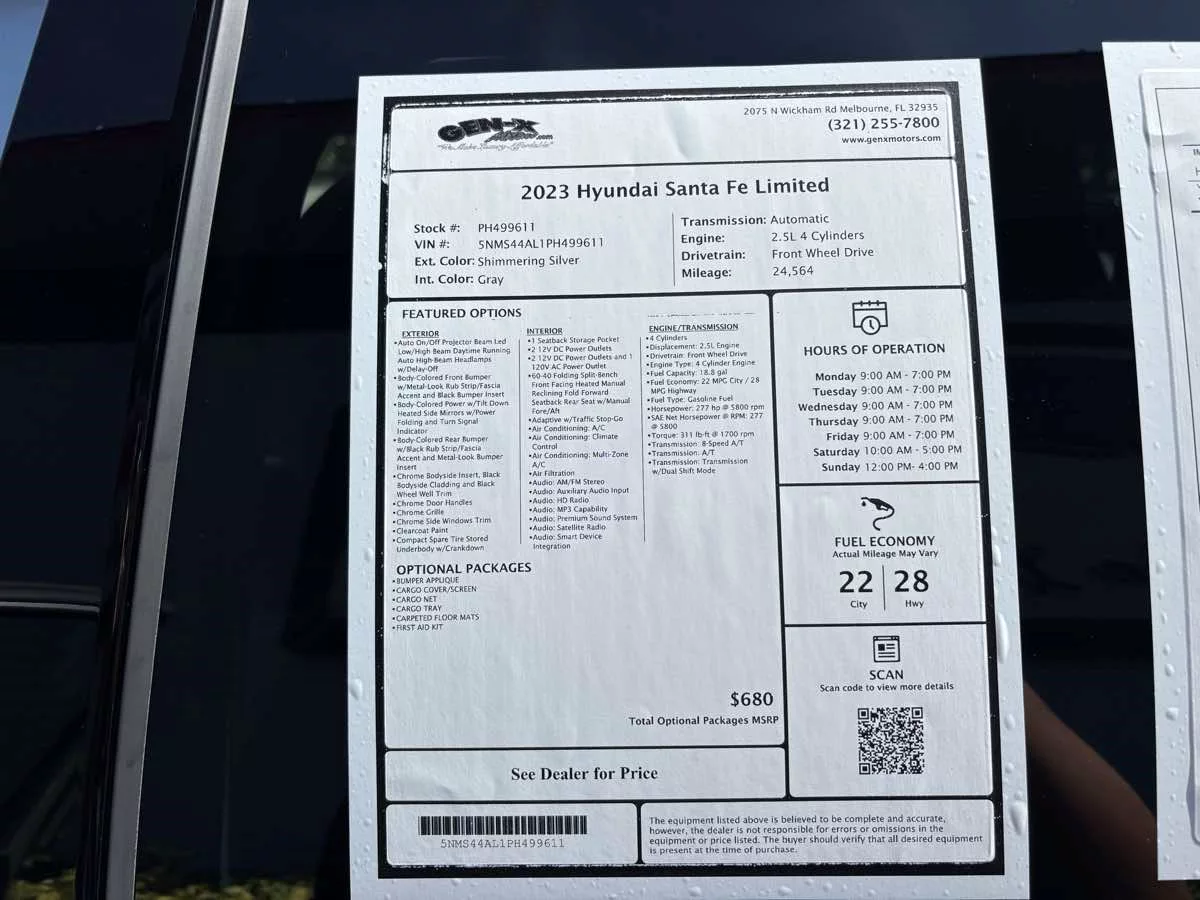 GEN-X
"We Make Luxury Affordable"
2075 N Wickham Rd Melbourne, FL 32935
(321) 255-7800
www.genxmotors.com
2023 Hyundai Santa Fe Limited
Stock #: PH499611
VIN #: 5NMS44AL1PH499611
Ext. Color: Shimmering Silver
Int. Color: Gray
Transmission: Automatic
Engine: 2.5L 4 Cylinders
Drivetrain: Front Wheel Drive
Mileage: 24,564
FEATURED OPTIONS
EXTERIOR
•Auto On/Off Projector Beam Led
Low/High Beam Daytime Running
Auto High-Beam Headlamps
w/Delay-Off
•Body-Colored Front Bumper
w/Metal-Look Rub Strip/Fascia
Accent and Black Bumper Insert
•Body-Colored Power w/Tilt Down
Heated Side Mirrors w/Power
Folding and Turn Signal
Indicator
•Body-Colored Rear Bumper
w/Black Rub Strip/Fascia
Accent and Metal-Look Bumper
Insert
•Chrome Bodyside Insert, Black
Bodyside Cladding and Black
Wheel Well Trim
•Chrome Door Handles
•Chrome Grille
•Chrome Side Windows Trim
•Clearcoat Paint
•Compact Spare Tire Stored
Underbody w/Crankdown
INTERIOR
•1 Seatback Storage Pocket
•2 12V DC Power Outlets
•2 12V DC Power Outlets and 1
120V AC Power Outlet
•60-40 Folding Split-Bench
Front Facing Heated Manual
Reclining Fold Forward
Seatback Rear Seat w/Manual
Fore/Aft
•Adaptive w/Traffic Stop-Go
•Air Conditioning: A/C
•Air Conditioning: Climate
Control
•Air Conditioning: Multi-Zone
A/C
•Air Filtration
•Audio: AM/FM Stereo
•Audio: Auxiliary Audio Input
•Audio: HD Radio
•Audio: MP3 Capability
•Audio: Premium Sound System
•Audio: Satellite Radio
•Audio: Smart Device
Integration
ENGINE/TRANSMISSION
•4 Cylinders
•Displacement: 2.5L Engine
•Drivetrain: Front Wheel Drive
•Engine Type: 4 Cylinder Engine
•Fuel Capacity: 18.8 gal
•Fuel Economy: 22 MPG City / 28
MPG Highway
•Fuel Type: Gasoline Fuel
•Horsepower: 277 hp @ 5800 rpm
•SAE Net Horsepower @ RPM: 277
@ 5800
•Torque: 311 lb-ft @ 1700 rpm
•Transmission: 8-Speed A/T
•Transmission: A/T
•Transmission: Transmission
w/Dual Shift Mode
OPTIONAL PACKAGES
•BUMPER APPLIQUE
•CARGO COVER/SCREEN
•CARGO NET
•CARGO TRAY
•CARPETED FLOOR MATS
•FIRST AID KIT
$680
Total Optional Packages MSRP
See Dealer for Price
HOURS OF OPERATION
Monday 9:00 AM - 7:00 PM
Tuesday 9:00 AM - 7:00 PM
Wednesday 9:00 AM - 7:00 PM
Thursday 9:00 AM - 7:00 PM
Friday 9:00 AM - 7:00 PM
Saturday 10:00 AM - 5:00 PM
Sunday 12:00 PM- 4:00 PM
FUEL ECONOMY
Actual Mileage May Vary
22 28
City Hwy
SCAN
Scan code to view more details
5NMS44AL1PH499611
The equipment listed above is believed to be complete and accurate,
however, the dealer is not responsible for errors or omissions in the
equipment or price listed. The buyer should verify that all desired equipment
is present at the time of purchase.